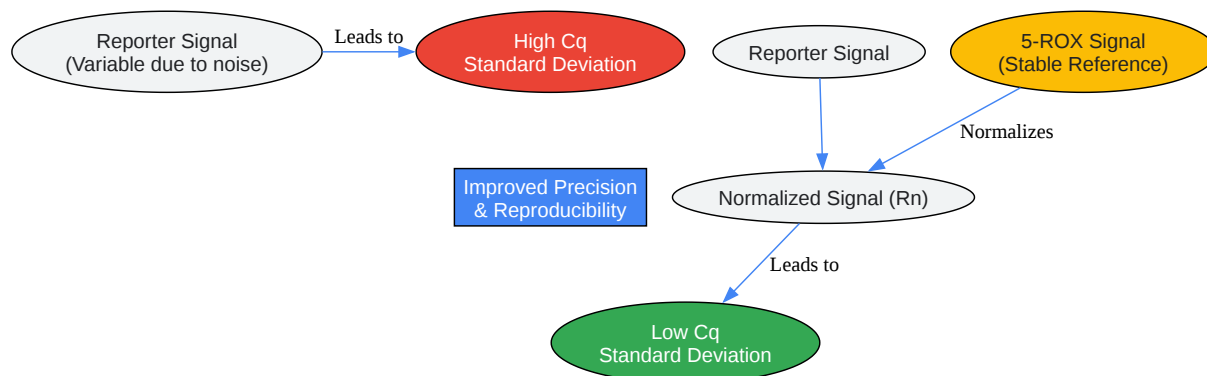 Reporter Signal
(Variable due to noise)
Leads to
High Cq
Standard Deviation
Reporter Signal
5-ROX Signal
(Stable Reference)
Normalizes
Improved Precision
& Reproducibility
Normalized Signal (Rn)
Leads to
Low Cq
Standard Deviation